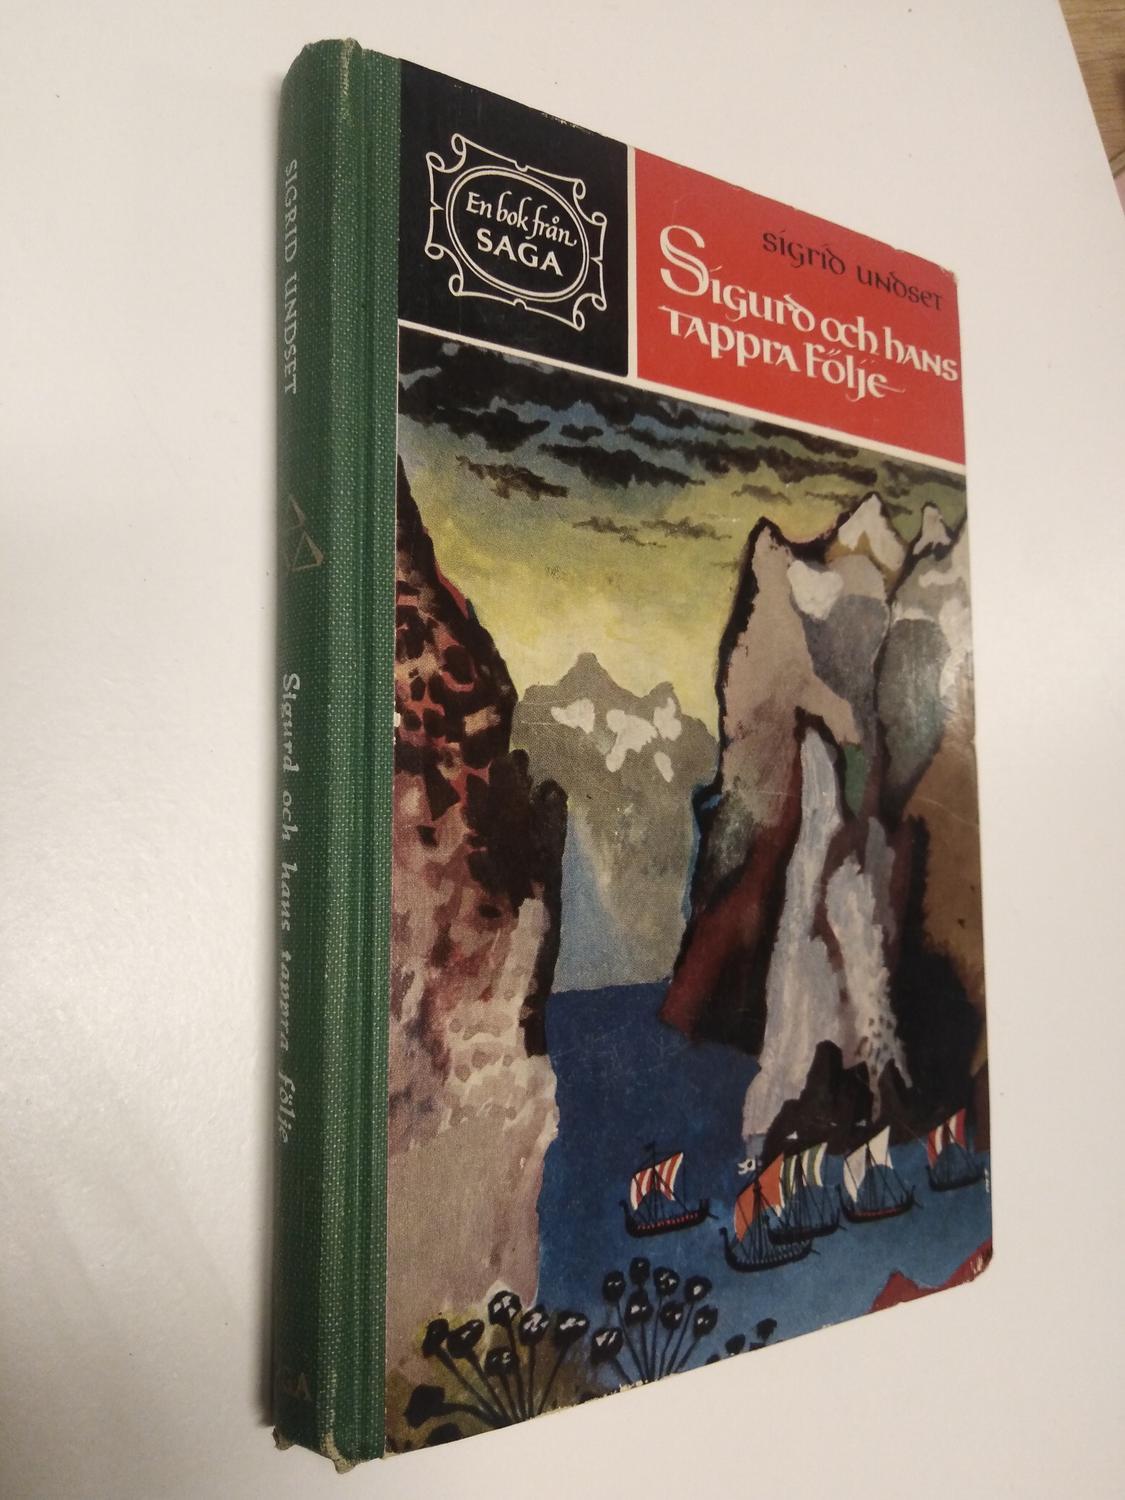 SIGRID UNDSET
Sigurd och hans tappra följe
En bok från
SAGA
Sigrid Undset
Sigurd och hans
tappra följe